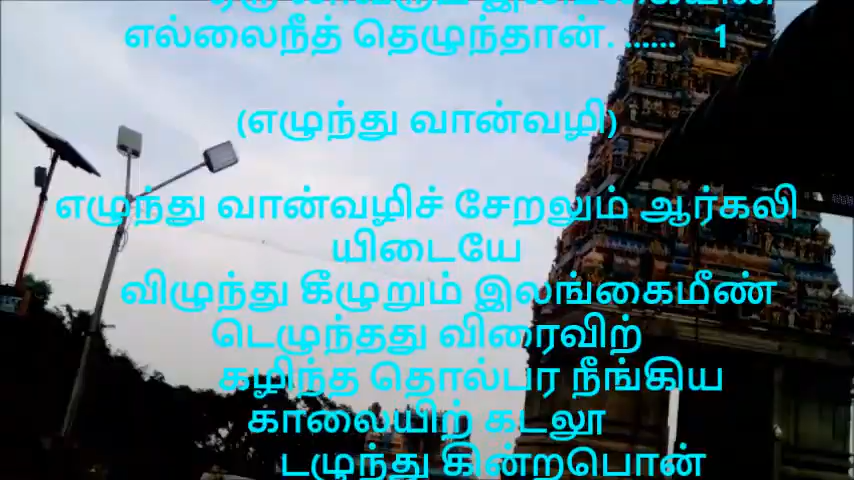 எல்லைநீத் தெழுந்தான். ...... 1
(எழுந்து வான்வழி)
எழுந்து வான்வழிச் சேறலும் ஆர்கலி
யிடையே
விழுந்து கீழுறும் இலங்கைமீண்
டெழுந்தது விரைவிற்
கழிந்த தொல்பர நீங்கிய
காலையிற் கடலூ
டழுந்து கின்றபொன்